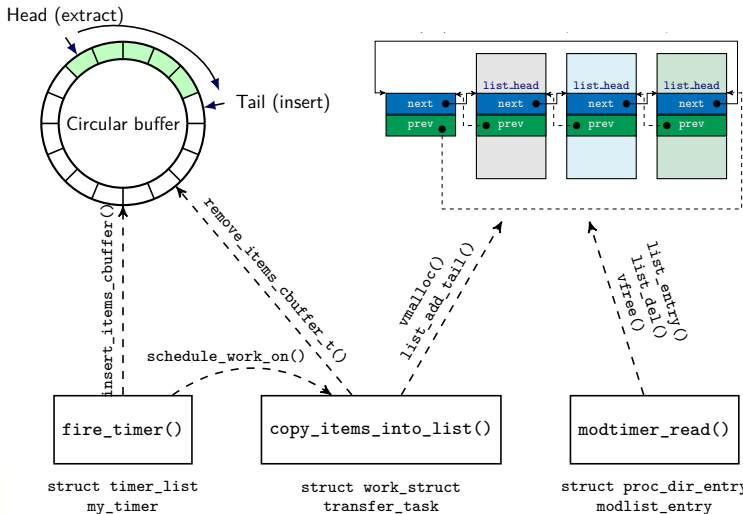 Head (extract)
Tail (insert)
Circular buffer
list_head
list_head
list_head
next
next
next
next
prev
prev
prev
prev
insert_items_cbuffer()
remove_items_cbuffer_t()
vmalloc()
list_add_tail()
list_entry()
list_del()
vfree()
schedule_work_on()
fire_timer()
copy_items_into_list()
modtimer_read()
struct timer_list
my_timer
struct work_struct
transfer_task
struct proc_dir_entry
modlist_entry